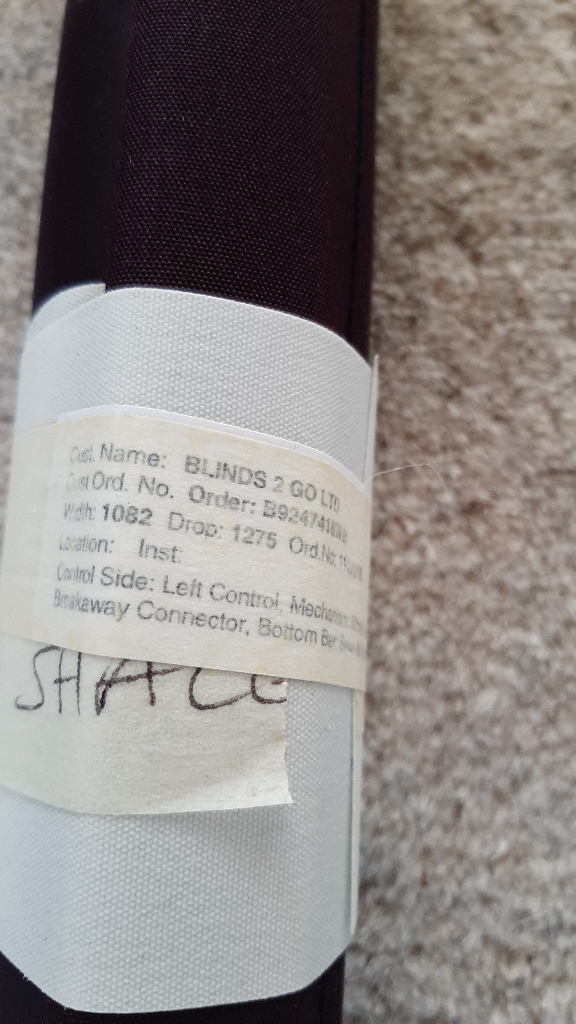 Cust. Name: BLINDS 2 GO LTD
Cust Ord. No. Order:
Width: 1082 Drop: 1275 Ord.No:
Location: Inst:
Control Side: Left Control, Mechanism
Breakaway Connector, Bottom Bar